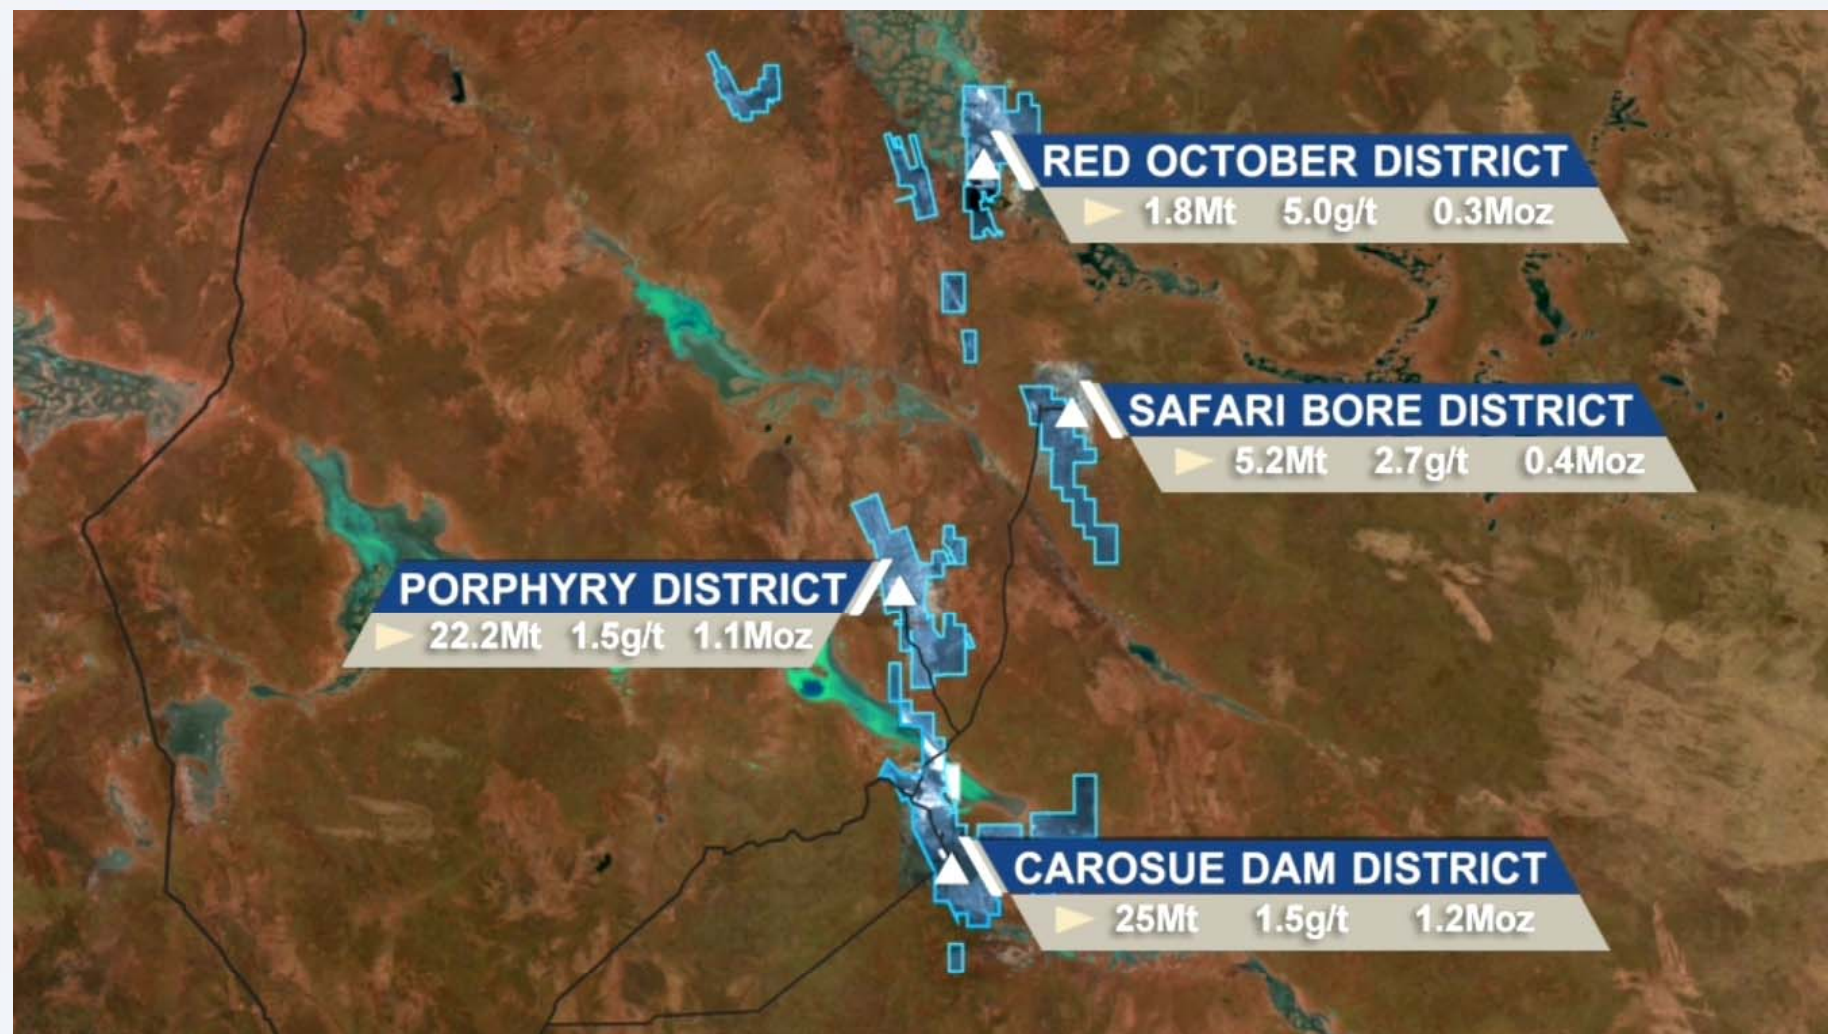 RED OCTOBER DISTRICT
1.8Mt 5.0g/t 0.3Moz
SAFARI BORE DISTRICT
5.2Mt 2.7g/t 0.4Moz
PORPHYRY DISTRICT
22.2Mt 1.5g/t 1.1Moz
CAROSUE DAM DISTRICT
25Mt 1.5g/t 1.2Moz